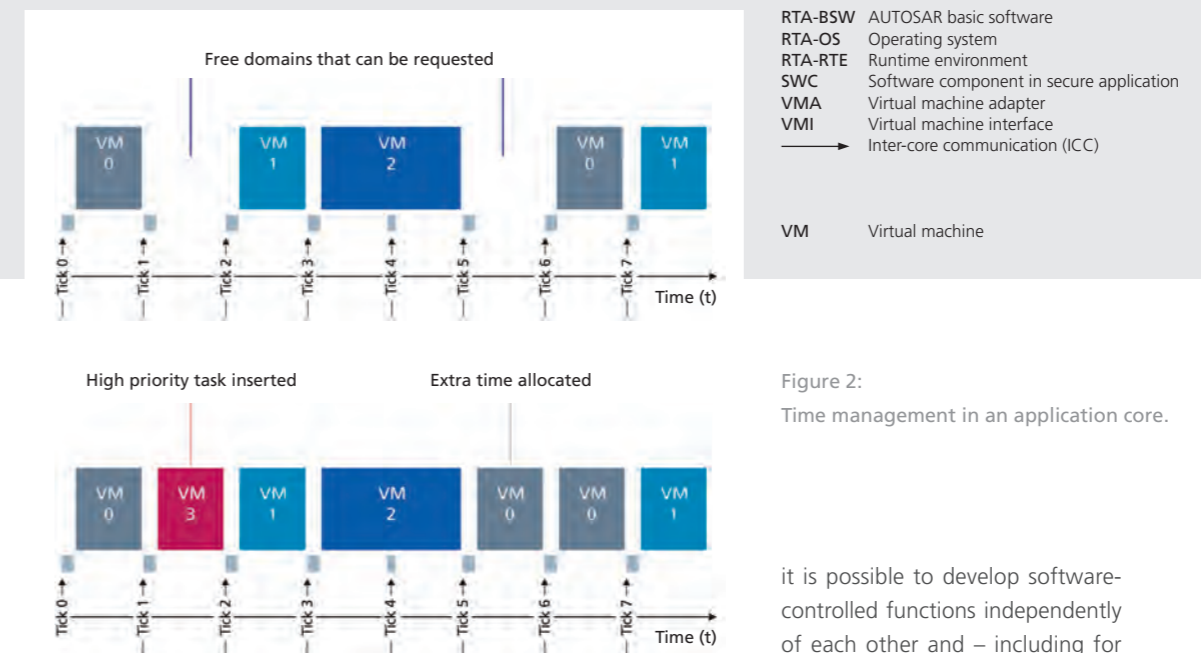 Free domains that can be requested
VM 0
VM 1
VM 2
VM 0
VM 1
Tick 0
Tick 1
Tick 2
Tick 3
Tick 4
Tick 5
Tick 6
Tick 7
Time (t)
RTA-BSW AUTOSAR basic software
RTA-OS Operating system
RTA-RTE Runtime environment
SWC Software component in secure application
VMA Virtual machine adapter
VMI Virtual machine interface
Inter-core communication (ICC)
VM Virtual machine
High priority task inserted
Extra time allocated
VM 0
VM 3
VM 1
VM 2
VM 0
VM 0
VM 1
Tick 0
Tick 1
Tick 2
Tick 3
Tick 4
Tick 5
Tick 6
Tick 7
Time (t)
Figure 2:
Time management in an application core.
it is possible to develop software-
controlled functions independently
of each other and – including for